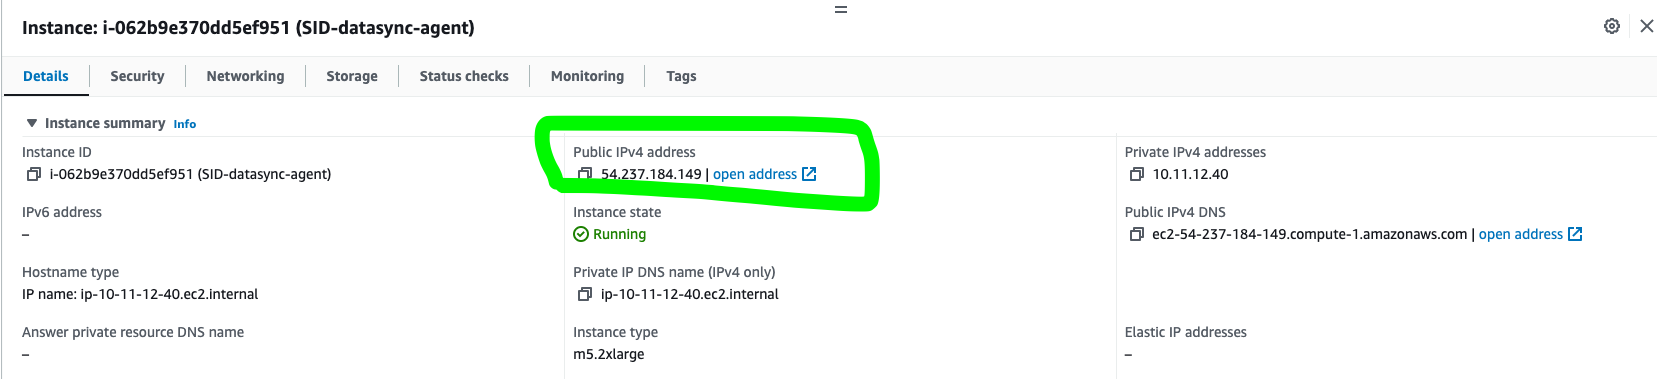 Instance: i-062b9e370dd5ef951 (SID-datasync-agent)
Details
Security
Networking
Storage
Status checks
Monitoring
Tags
Instance summary Info
Instance ID
i-062b9e370dd5ef951 (SID-datasync-agent)
Public IPv4 address
54.237.184.149 | open address
Private IPv4 addresses
10.11.12.40
IPv6 address
–
Instance state
Running
Public IPv4 DNS
ec2-54-237-184-149.compute-1.amazonaws.com | open address
Hostname type
IP name: ip-10-11-12-40.ec2.internal
Private IP DNS name (IPv4 only)
ip-10-11-12-40.ec2.internal
Answer private resource DNS name
–
Instance type
m5.2xlarge
Elastic IP addresses
–